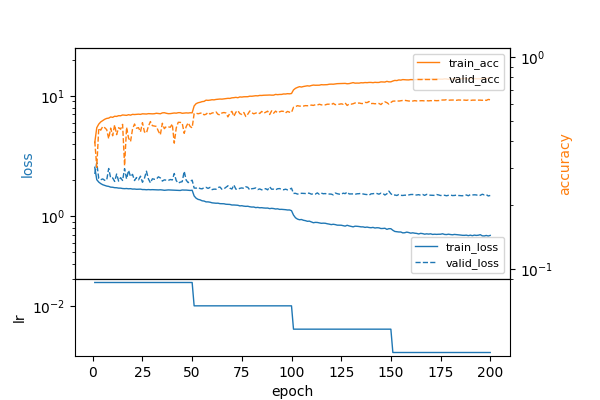 train_acc
valid_acc
10⁰
10¹
loss
accuracy
10⁰
train_loss
valid_loss
10⁻¹
10⁻²
lr
0 25 50 75 100 125 150 175 200
epoch